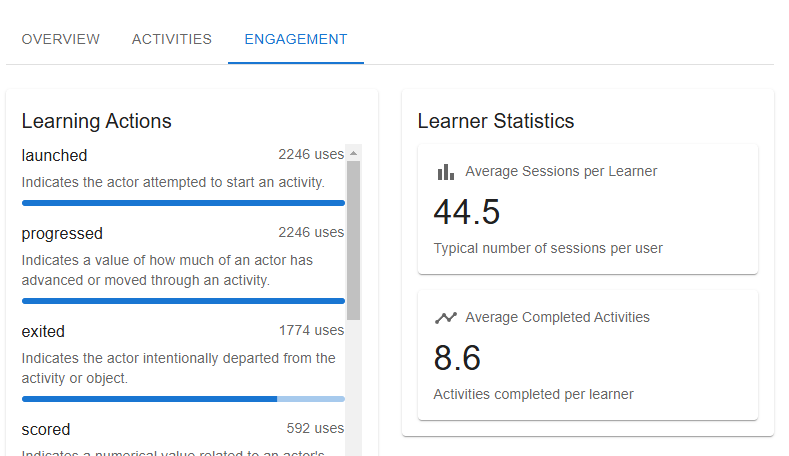 OVERVIEW ACTIVITIES ENGAGEMENT
Learning Actions
launched 2246 uses
Indicates the actor attempted to start an activity.
progressed 2246 uses
Indicates a value of how much of an actor has
advanced or moved through an activity.
exited 1774 uses
Indicates the actor intentionally departed from the
activity or object.
scored 592 uses
Indicates a numerical value related to an actor's
Learner Statistics
Average Sessions per Learner
44.5
Typical number of sessions per user
Average Completed Activities
8.6
Activities completed per learner